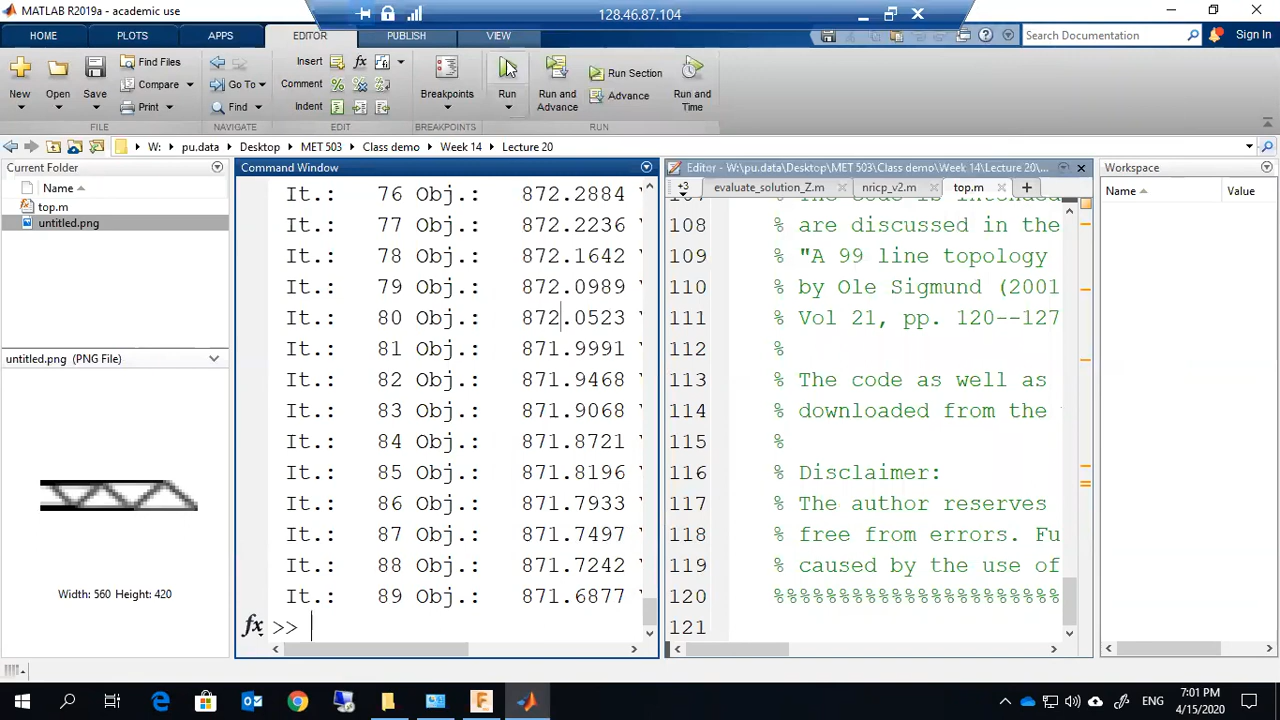 MATLAB R2019a - academic use
128.46.87.104
HOME PLOTS APPS EDITOR PUBLISH VIEW
Search Documentation
Sign In
New Open Save
Find Files
Compare
Print
FILE
Go To
Find
NAVIGATE
Insert
Comment
Indent
EDIT
Breakpoints
BREAKPOINTS
Run
Run and Advance
Run Section
Advance
Run and Time
RUN
W: pu.data Desktop MET 503 Class demo Week 14 Lecture 20
Current Folder
Name
top.m
untitled.png
untitled.png (PNG File)
Width: 560 Height: 420
Command Window
It.: 76 Obj.: 872.2884
It.: 77 Obj.: 872.2236
It.: 78 Obj.: 872.1642
It.: 79 Obj.: 872.0989
It.: 80 Obj.: 872.0523
It.: 81 Obj.: 871.9991
It.: 82 Obj.: 871.9468
It.: 83 Obj.: 871.9068
It.: 84 Obj.: 871.8721
It.: 85 Obj.: 871.8196
It.: 86 Obj.: 871.7933
It.: 87 Obj.: 871.7497
It.: 88 Obj.: 871.7242
It.: 89 Obj.: 871.6877
fx >>
Editor - W:\pu.data\Desktop\MET 503\Class demo\Week 14\Lecture 20\
+3 evaluate_solution_Z.m nricp_v2.m top.m
107 % The code is intended
108 % are discussed in the
109 % "A 99 line topology
110 % by Ole Sigmund (2001
111 % Vol 21, pp. 120--127
112 %
113 % The code as well as
114 % downloaded from the
115 %
116 % Disclaimer:
117 % The author reserves
118 % free from errors. Fu
119 % caused by the use of
120 %%%%%%%%%%%%%%%%%%%%%%
121
Workspace
Name Value
ENG
7:01 PM
4/15/2020